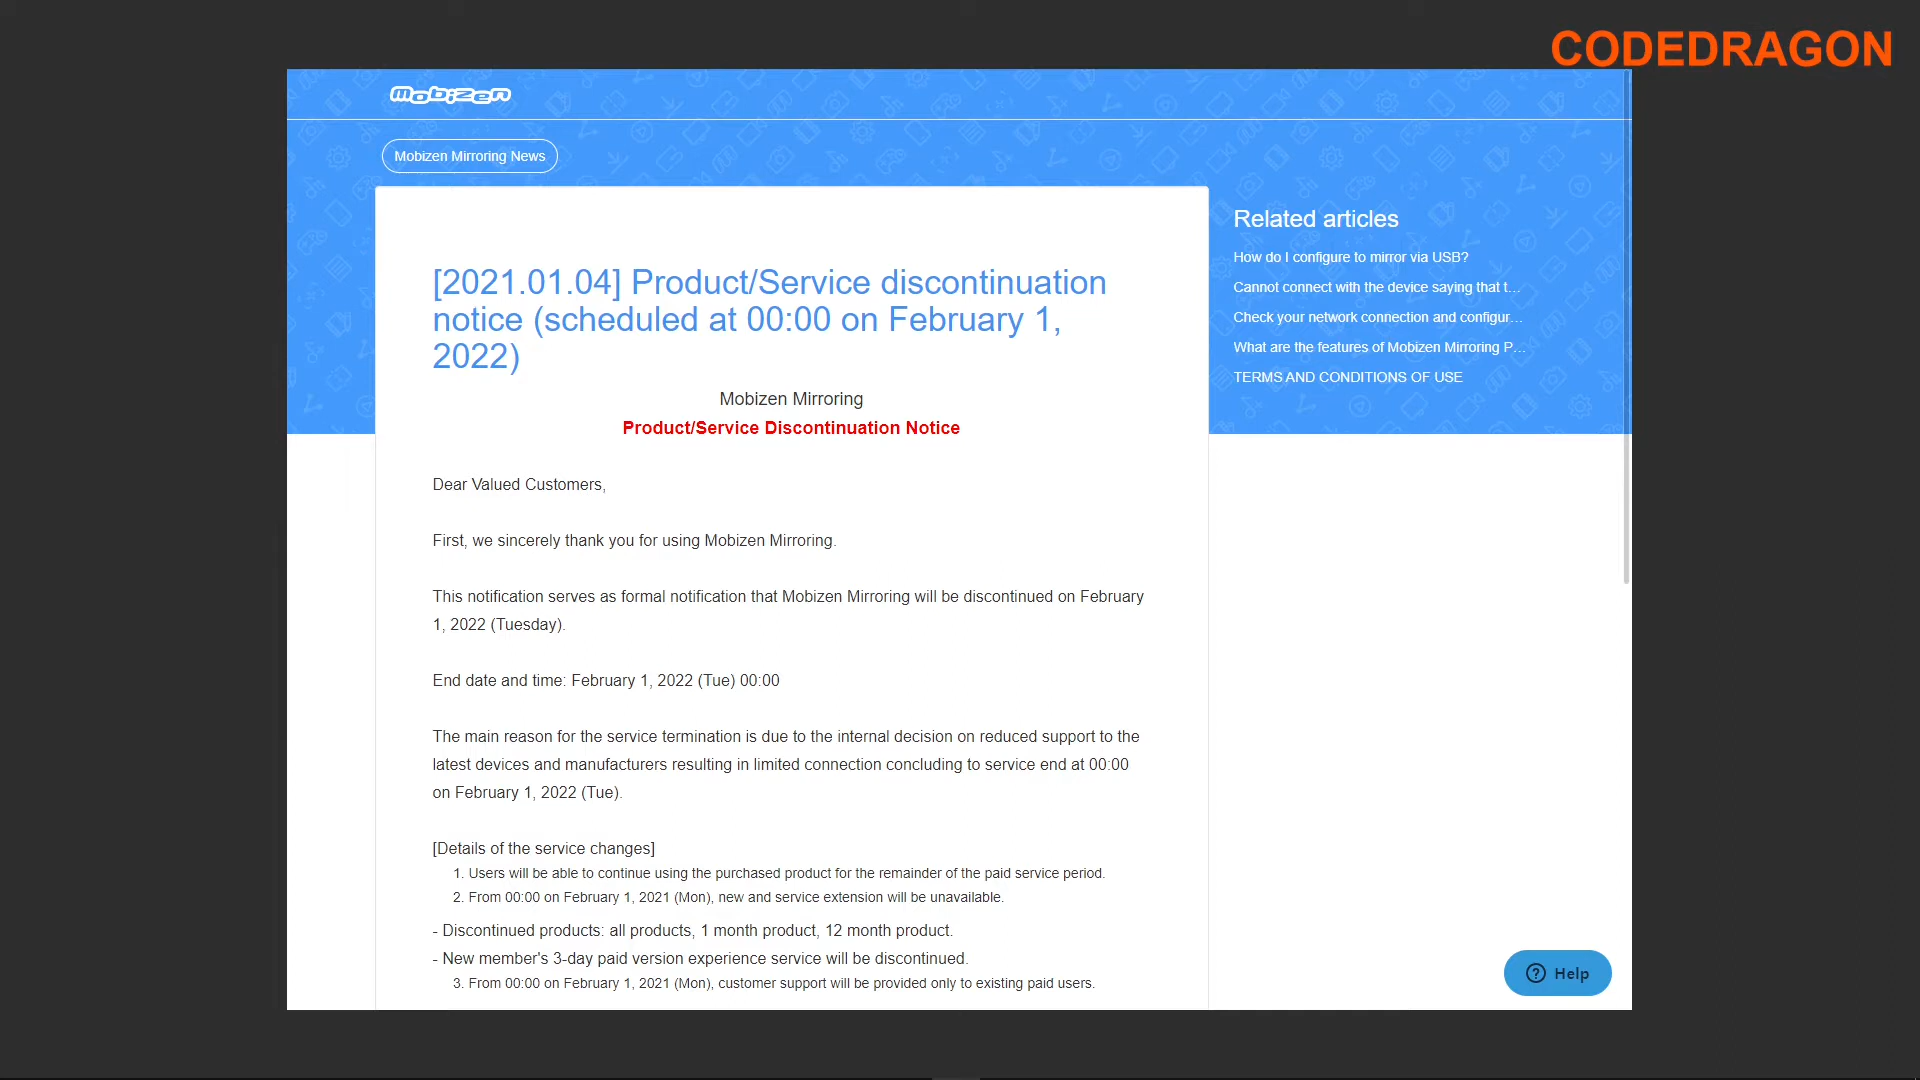 CODEDRAGON
mobizen
Mobizen Mirroring News
[2021.01.04] Product/Service discontinuation
notice (scheduled at 00:00 on February 1,
2022)
Mobizen Mirroring
Product/Service Discontinuation Notice
Dear Valued Customers,
First, we sincerely thank you for using Mobizen Mirroring.
This notification serves as formal notification that Mobizen Mirroring will be discontinued on February
1, 2022 (Tuesday).
End date and time: February 1, 2022 (Tue) 00:00
The main reason for the service termination is due to the internal decision on reduced support to the
latest devices and manufacturers resulting in limited connection concluding to service end at 00:00
on February 1, 2022 (Tue).
[Details of the service changes]
1. Users will be able to continue using the purchased product for the remainder of the paid service period.
2. From 00:00 on February 1, 2021 (Mon), new and service extension will be unavailable.
- Discontinued products: all products, 1 month product, 12 month product.
- New member's 3-day paid version experience service will be discontinued.
3. From 00:00 on February 1, 2021 (Mon), customer support will be provided only to existing paid users.
Related articles
How do I configure to mirror via USB?
Cannot connect with the device saying that t...
Check your network connection and configur...
What are the features of Mobizen Mirroring P...
TERMS AND CONDITIONS OF USE
Help